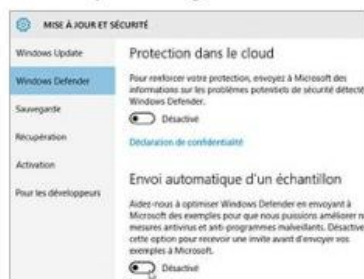 MISE À JOUR ET SÉCURITÉ
Windows Update
Windows Defender
Sauvegarde
Récupération
Activation
Pour les développeurs
Protection dans le cloud
Pour renforcer votre protection, envoyez à Microsoft des
informations sur les problèmes potentiels de sécurité détecté
Windows Defender.
Désactivé
Déclaration de confidentialité
Envoi automatique d'un échantillon
Aidez-nous à optimiser Windows Defender en envoyant à
Microsoft des exemples pour que nous puissions améliorer n
mesures antivirus et anti-programmes malveillants. Désactive
cette option pour recevoir une invite avant d'envoyer vos
exemples à Microsoft.
Désactivé